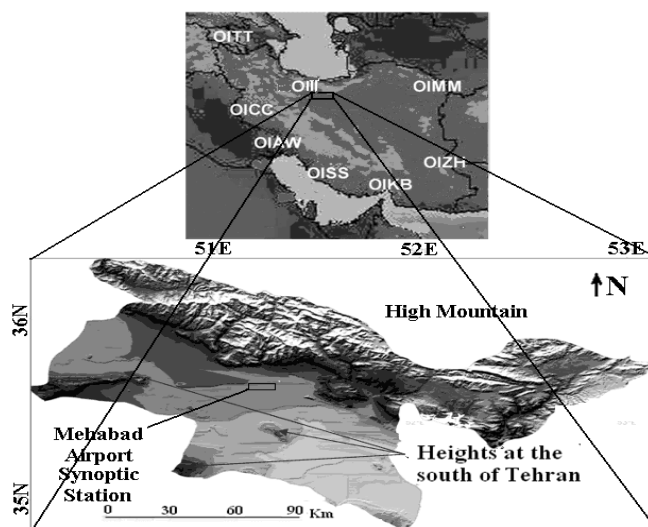 OITT
OIII
OIMM
OICC
OIAW
OIZH
OISS
OIKB
51E
52E
53E
N
36N
High Mountain
Mehabad
Airport
Synoptic
Station
Heights at the
south of Tehran
35N
0 15 30 60 90 Km